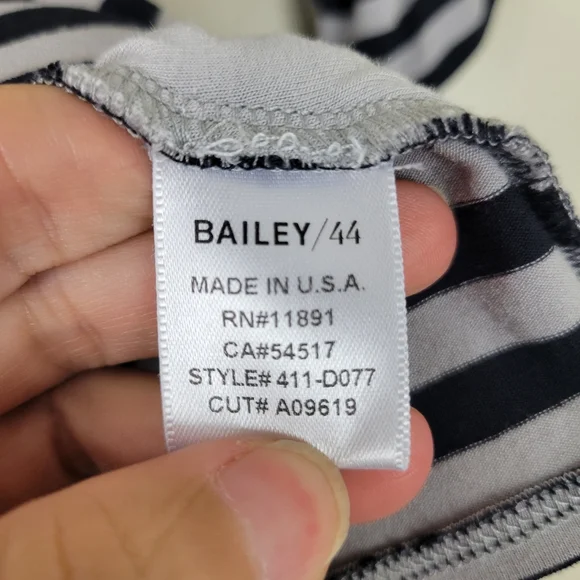 BAILEY/44
MADE IN U.S.A.
RN#11891
CA#54517
STYLE# 411-D077
CUT# A09619